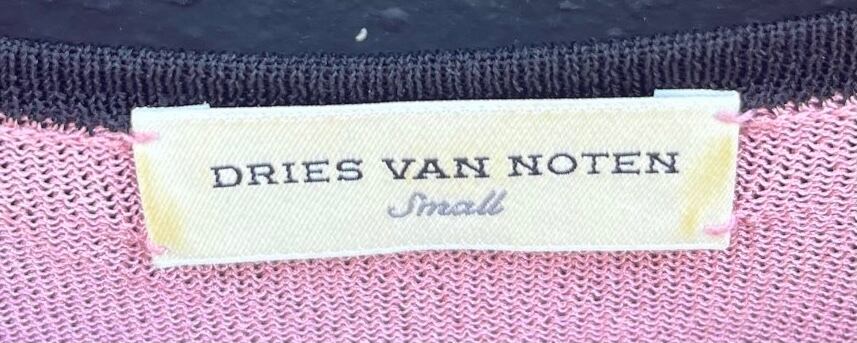 DRIES VAN NOTEN
Small